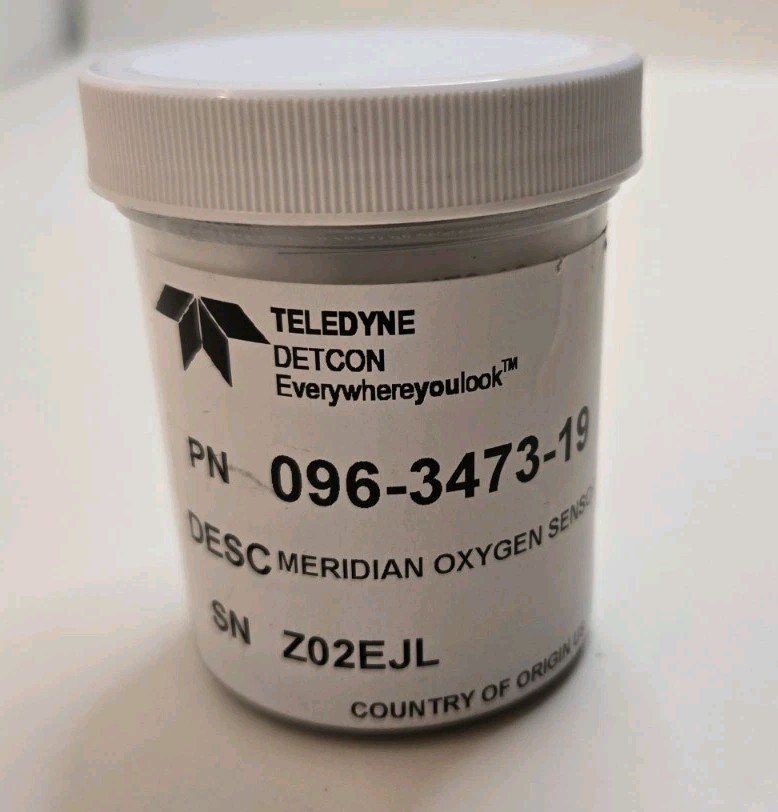 TELEDYNE
DETCON
Everywhereyoulook™
PN 096-3473-19
DESC MERIDIAN OXYGEN
SN Z02EJL
COUNTRY OF ORIGIN